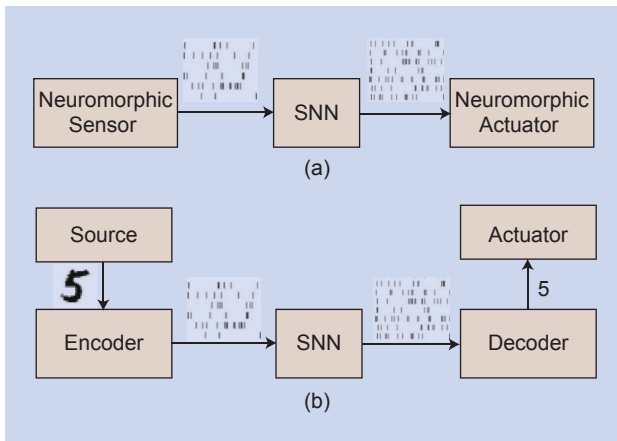 Neuromorphic
Sensor
SNN
Neuromorphic
Actuator
(a)
Source
Actuator
5
5
Encoder
SNN
Decoder
(b)